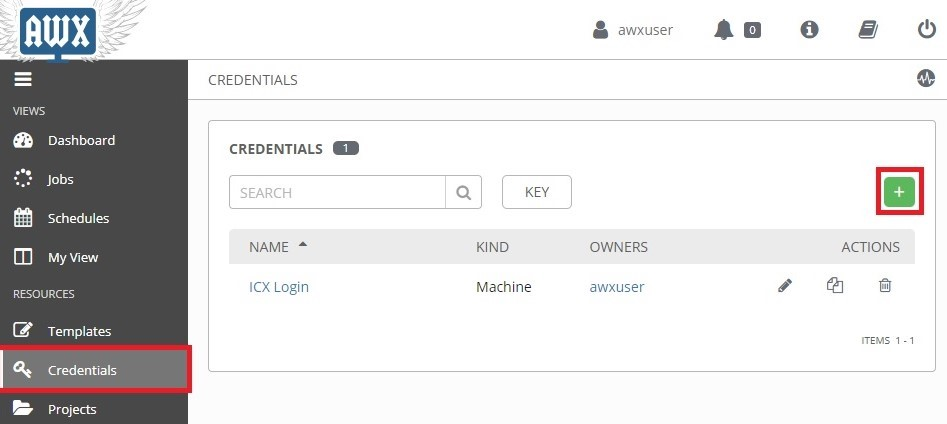 AWX
awxuser 0
CREDENTIALS
VIEWS
Dashboard
Jobs
Schedules
My View
RESOURCES
Templates
Credentials
Projects
CREDENTIALS 1
SEARCH KEY +
NAME KIND OWNERS ACTIONS
ICX Login Machine awxuser
ITEMS 1 - 1